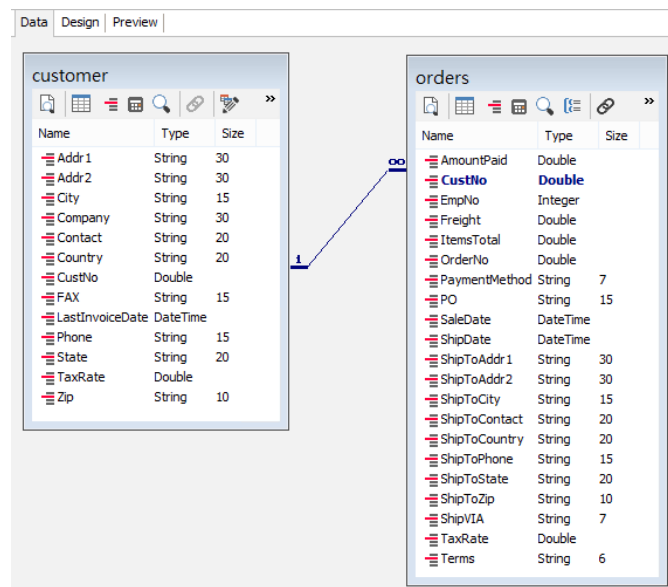 Data Design Preview
customer
»
Name Type Size
Addr1 String 30
Addr2 String 30
City String 15
Company String 30
Contact String 20
Country String 20
CustNo Double
FAX String 15
LastInvoiceDate DateTime
Phone String 15
State String 20
TaxRate Double
Zip String 10
1
∞
orders
»
Name Type Size
AmountPaid Double
CustNo Double
EmpNo Integer
Freight Double
ItemsTotal Double
OrderNo Double
PaymentMethod String 7
PO String 15
SaleDate DateTime
ShipDate DateTime
ShipToAddr1 String 30
ShipToAddr2 String 30
ShipToCity String 15
ShipToContact String 20
ShipToCountry String 20
ShipToPhone String 15
ShipToState String 20
ShipToZip String 10
ShipVIA String 7
TaxRate Double
Terms String 6